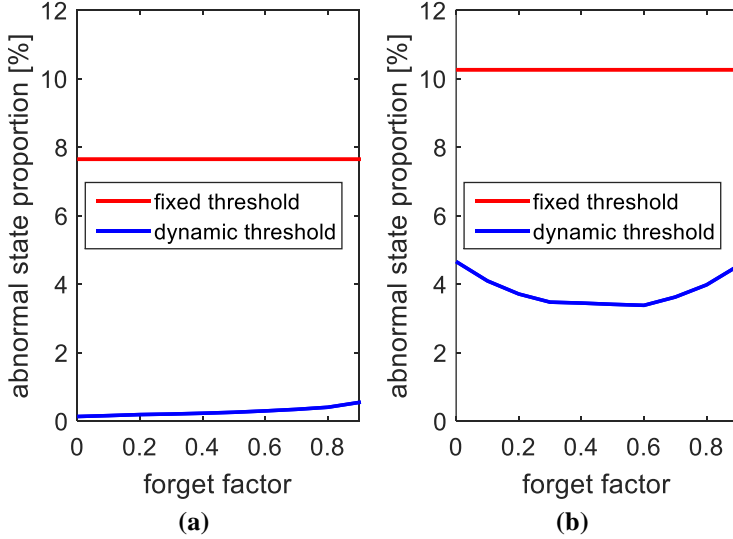 abnormal state proportion [%]
12
10
8
6
4
2
0
fixed threshold
dynamic threshold
0
0.2
0.4
0.6
0.8
forget factor
(a)
abnormal state proportion [%]
12
10
8
6
4
2
0
fixed threshold
dynamic threshold
0
0.2
0.4
0.6
0.8
forget factor
(b)